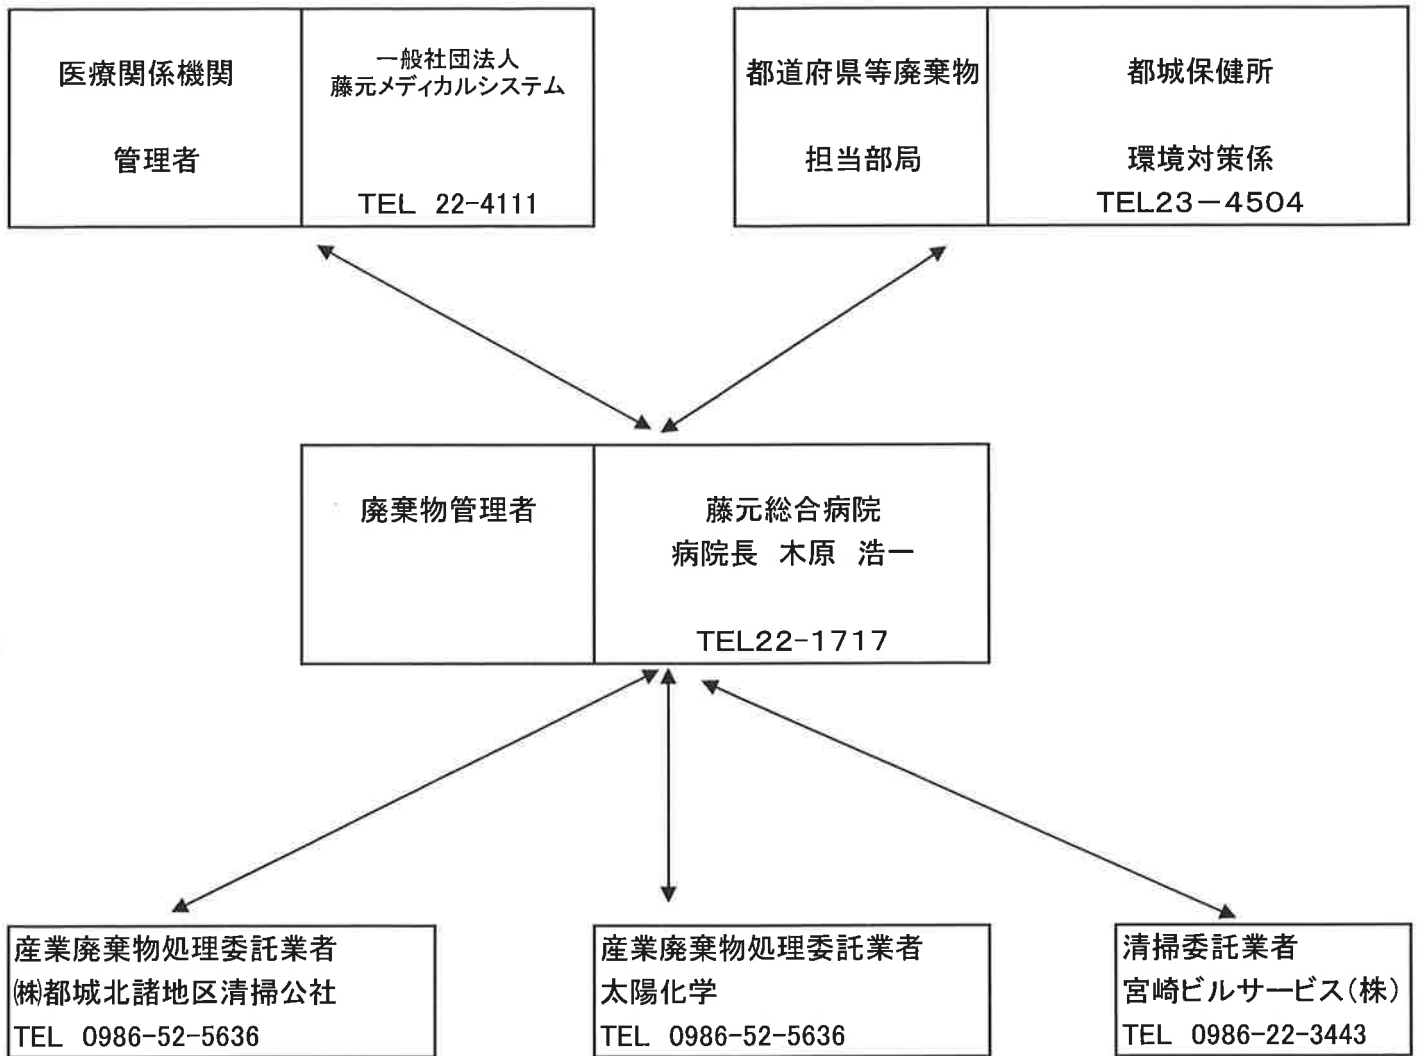 医療関係機関
管理者
一般社団法人
藤元メディカルシステム
TEL 22-4111
都道府県等廃棄物
担当部局
都城保健所
環境対策係
TEL23－4504
廃棄物管理者
藤元総合病院
病院長 木原 浩一
TEL22-1717
産業廃棄物処理委託業者
㈱都城北諸地区清掃公社
TEL 0986-52-5636
産業廃棄物処理委託業者
太陽化学
TEL 0986-52-5636
清掃委託業者
宮崎ビルサービス（株）
TEL 0986-22-3443